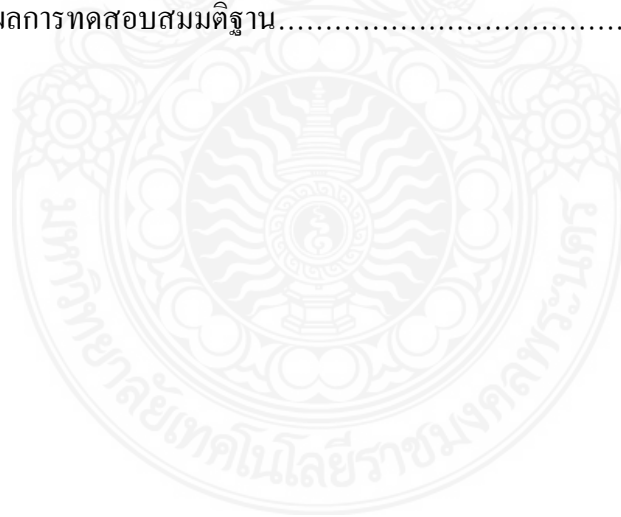 ผลการทดสอบสมมติฐาน.....................................
มหาวิทยาลัยเทคโนโลยีราชมงคลพระนคร